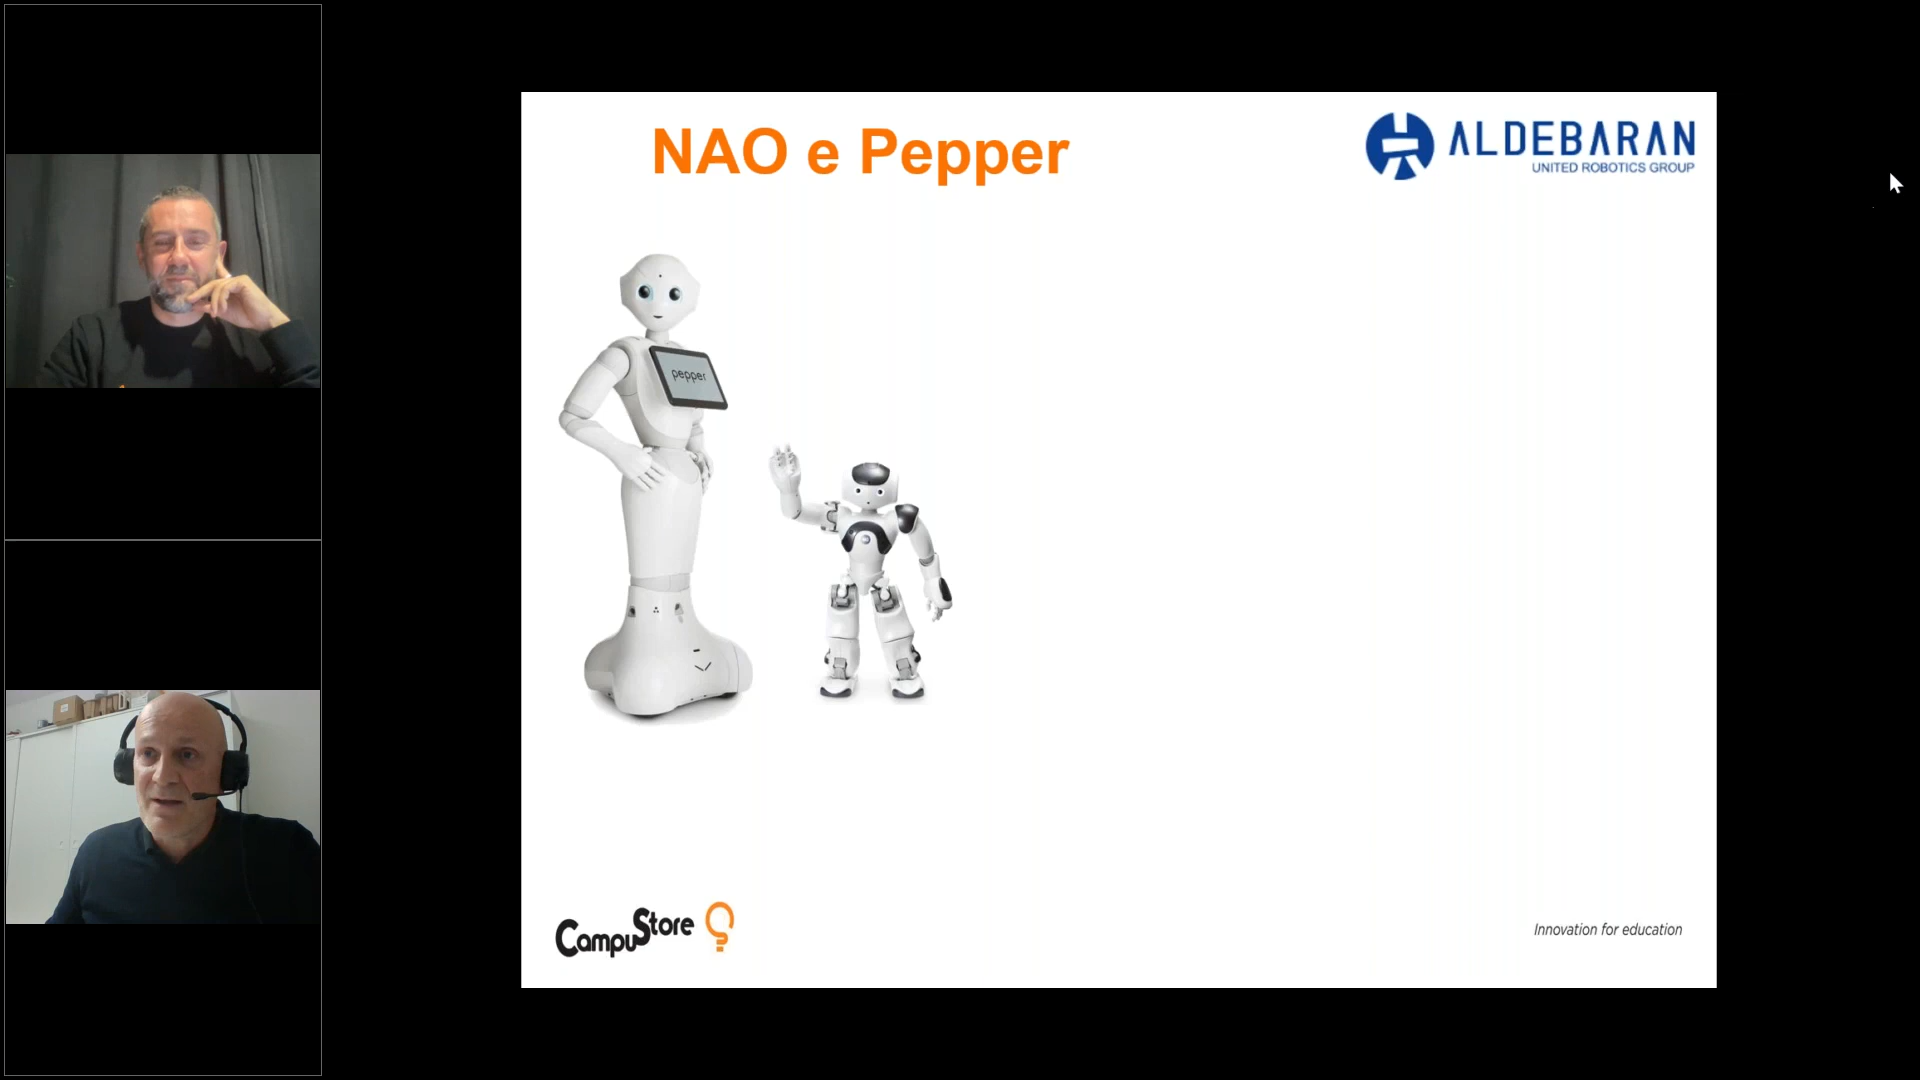 NAO e Pepper
ALDEBARAN
UNITED ROBOTICS GROUP
pepper
CampuStore
Innovation for education